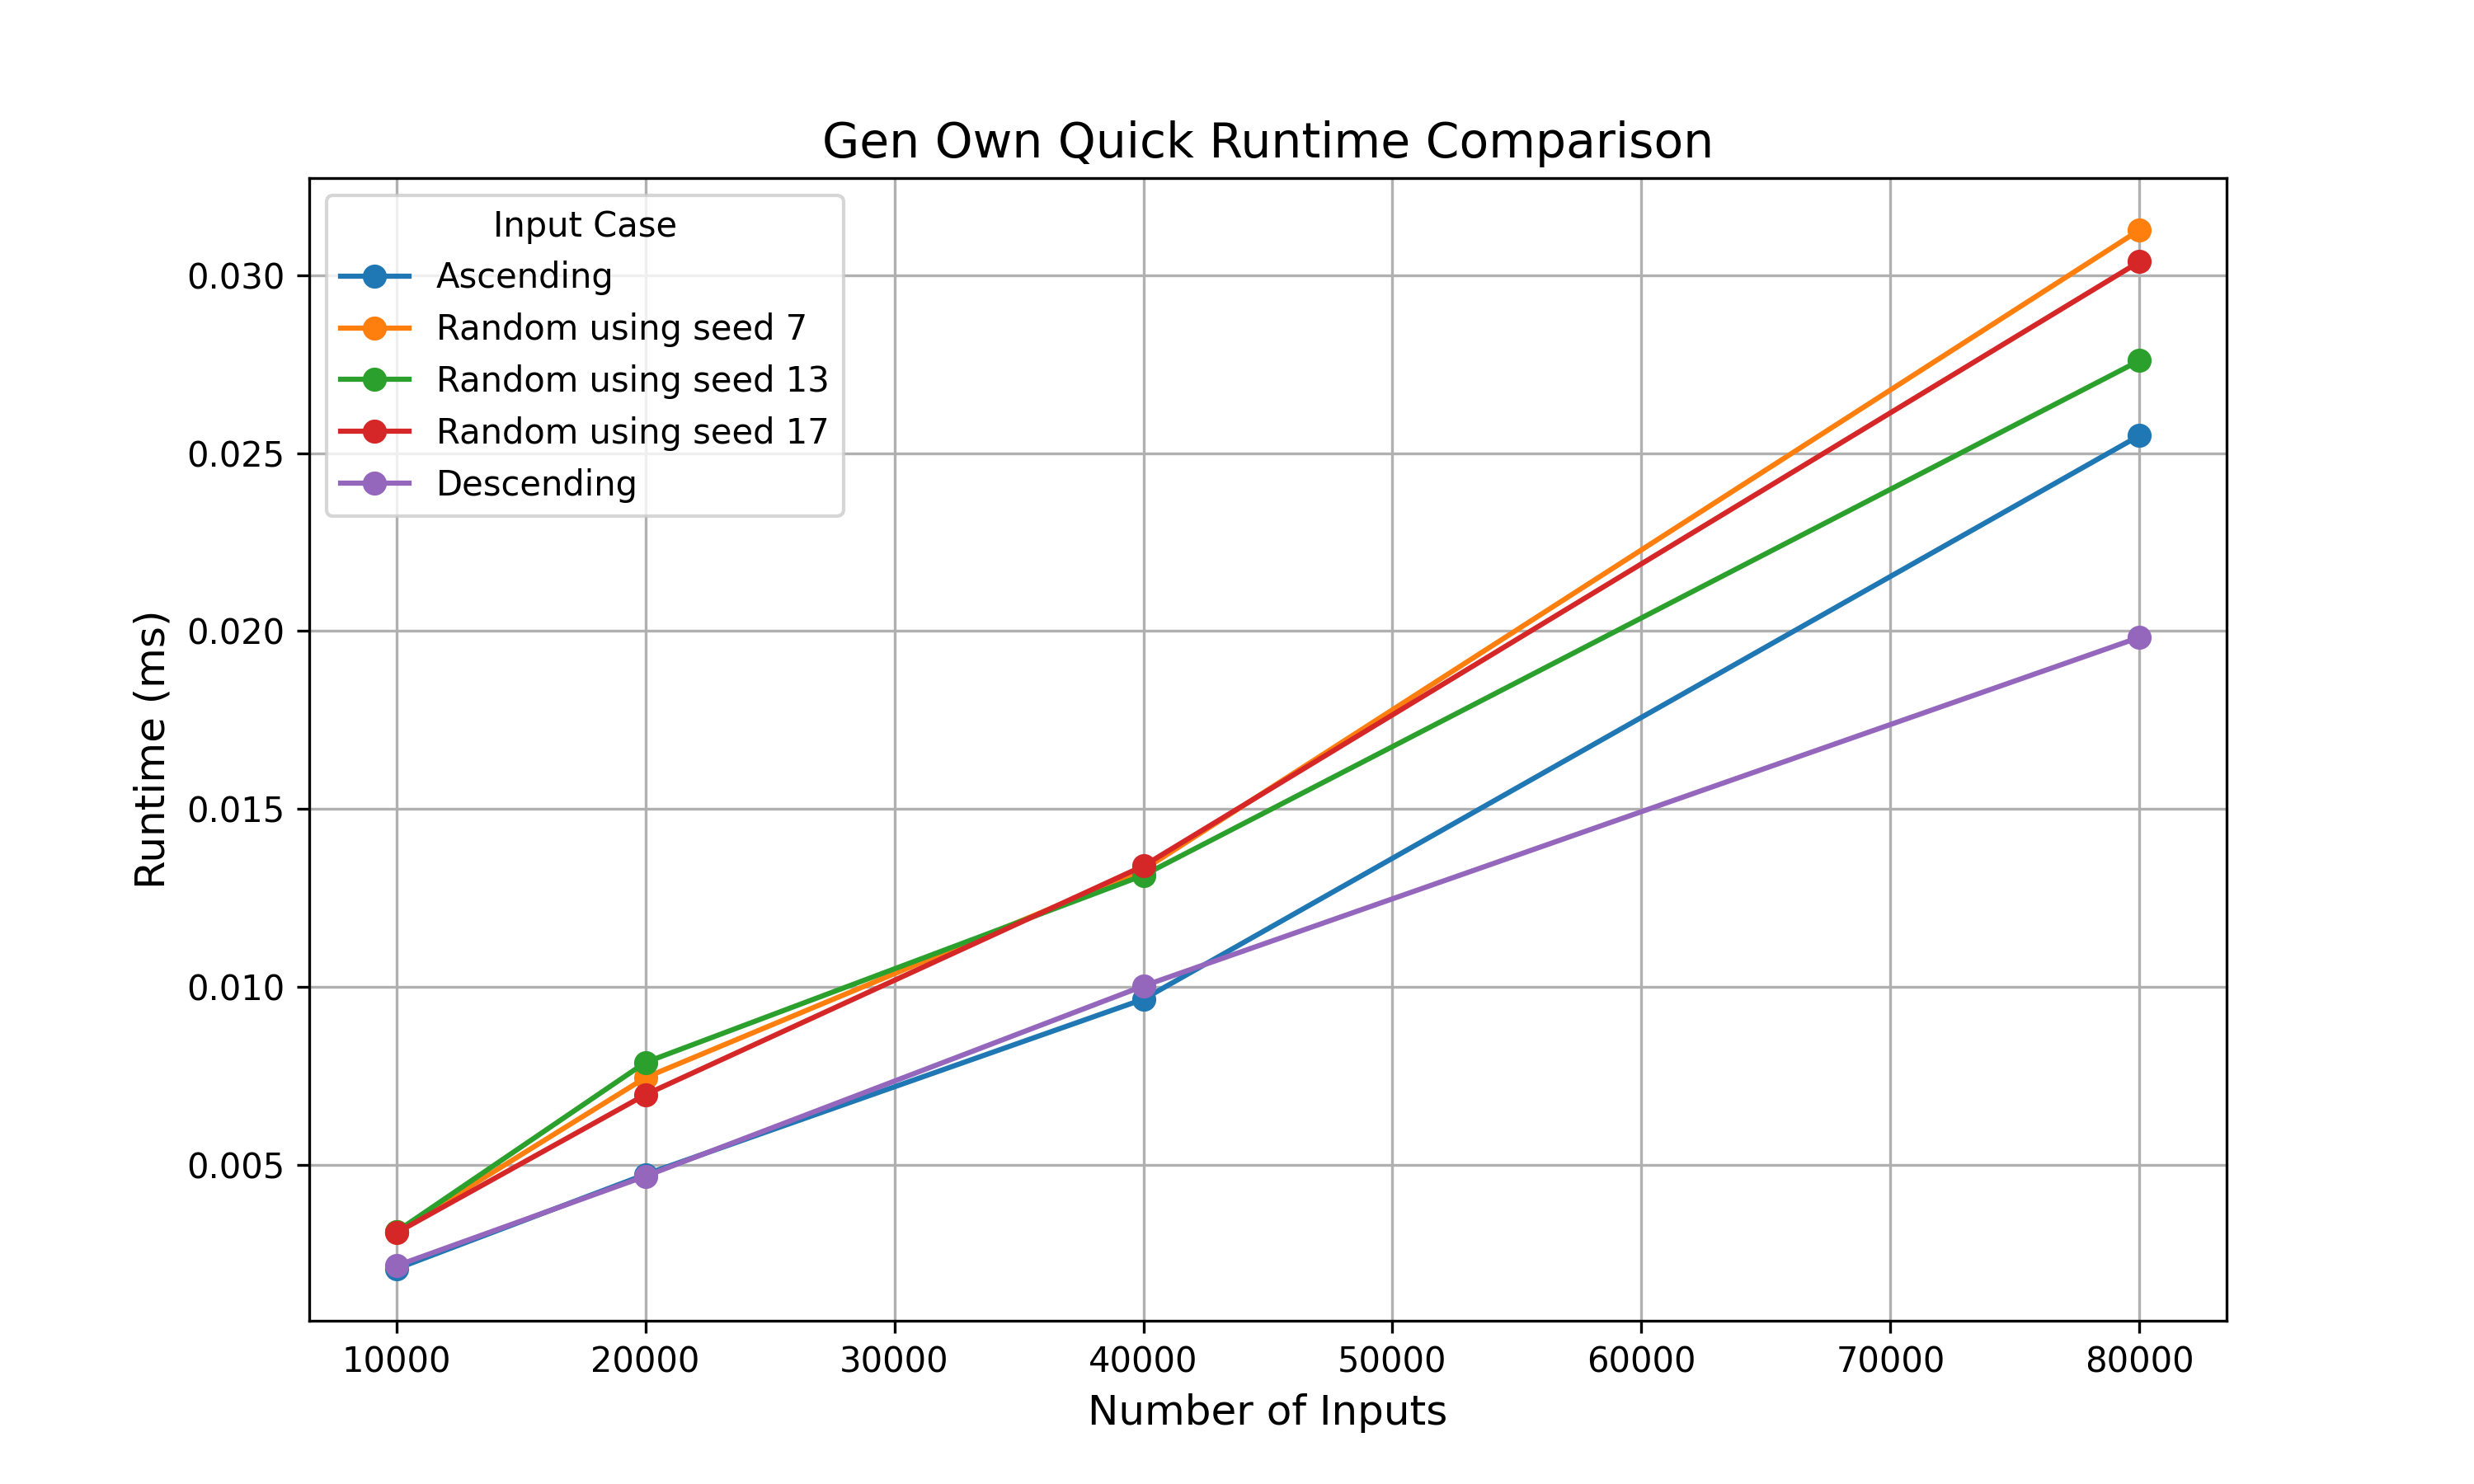 Gen Own Quick Runtime Comparison
Input Case
Ascending
Random using seed 7
Random using seed 13
Random using seed 17
Descending
Runtime (ms)
0.030
0.025
0.020
0.015
0.010
0.005
10000 20000 30000 40000 50000 60000 70000 80000
Number of Inputs